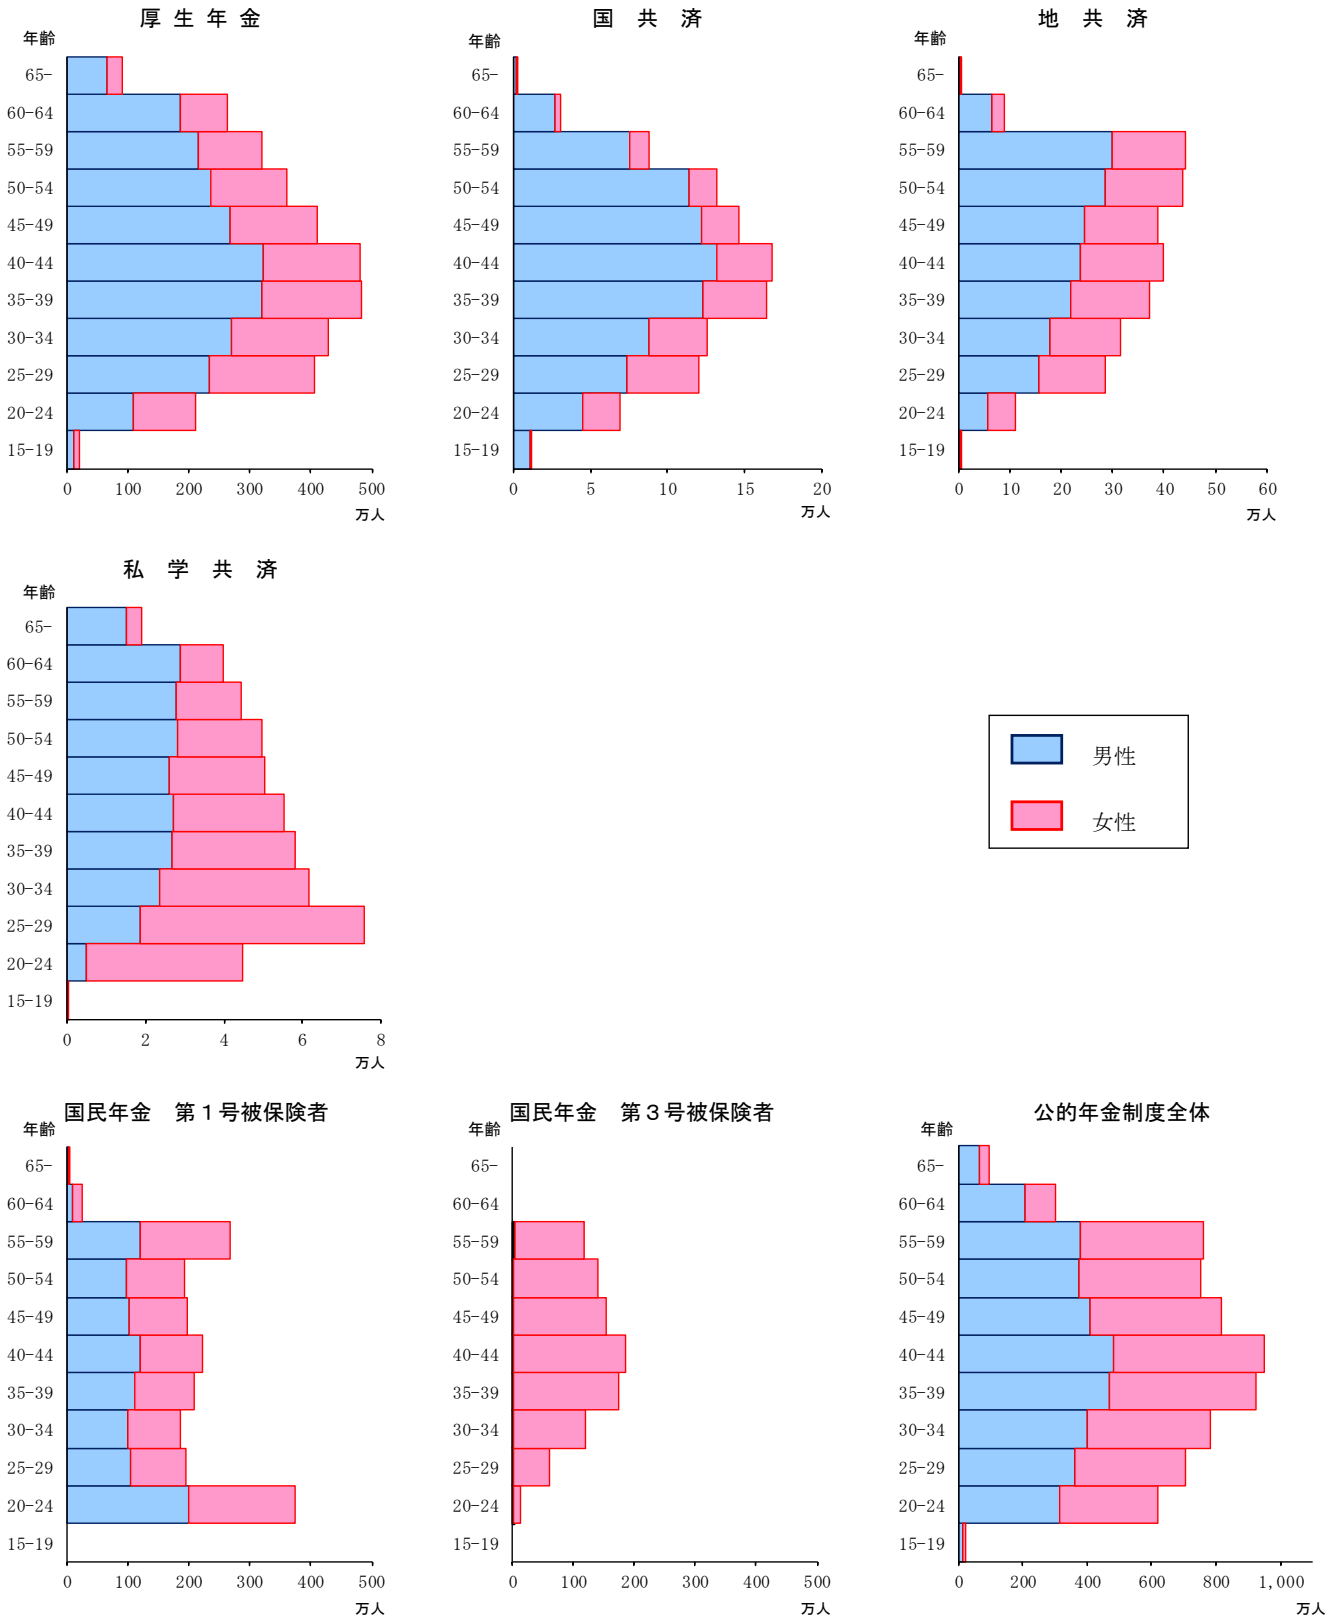 厚 生 年 金
年齢
65-
60-64
55-59
50-54
45-49
40-44
35-39
30-34
25-29
20-24
15-19
0 100 200 300 400 500
万人
国 共 済
年齢
65-
60-64
55-59
50-54
45-49
40-44
35-39
30-34
25-29
20-24
15-19
0 5 10 15 20
万人
地 共 済
年齢
65-
60-64
55-59
50-54
45-49
40-44
35-39
30-34
25-29
20-24
15-19
0 10 20 30 40 50 60
万人
私 学 共 済
年齢
65-
60-64
55-59
50-54
45-49
40-44
35-39
30-34
25-29
20-24
15-19
0 2 4 6 8
万人
男性
女性
国民年金 第1号被保険者
年齢
65-
60-64
55-59
50-54
45-49
40-44
35-39
30-34
25-29
20-24
15-19
0 100 200 300 400 500
万人
国民年金 第3号被保険者
年齢
65-
60-64
55-59
50-54
45-49
40-44
35-39
30-34
25-29
20-24
15-19
0 100 200 300 400 500
万人
公的年金制度全体
年齢
65-
60-64
55-59
50-54
45-49
40-44
35-39
30-34
25-29
20-24
15-19
0 200 400 600 800 1,000
万人